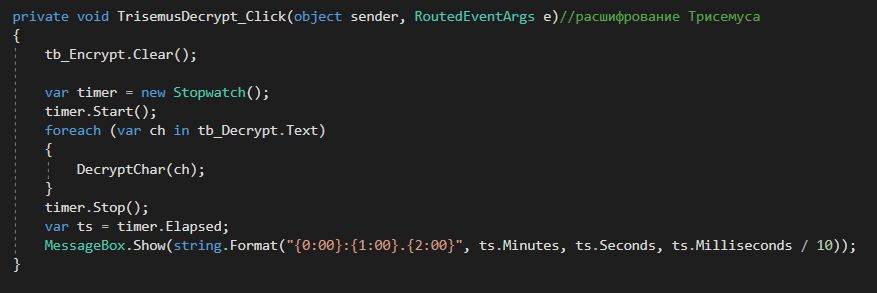 private void TrisemusDecrypt_Click(object sender, RoutedEventArgs e)//расшифрование Трисемуса
{
    tb_Encrypt.Clear();

    var timer = new Stopwatch();
    timer.Start();
    foreach (var ch in tb_Decrypt.Text)
    {
        DecryptChar(ch);
    }
    timer.Stop();
    var ts = timer.Elapsed;
    MessageBox.Show(string.Format("{0:00}:{1:00}.{2:00}", ts.Minutes, ts.Seconds, ts.Milliseconds / 10));
}